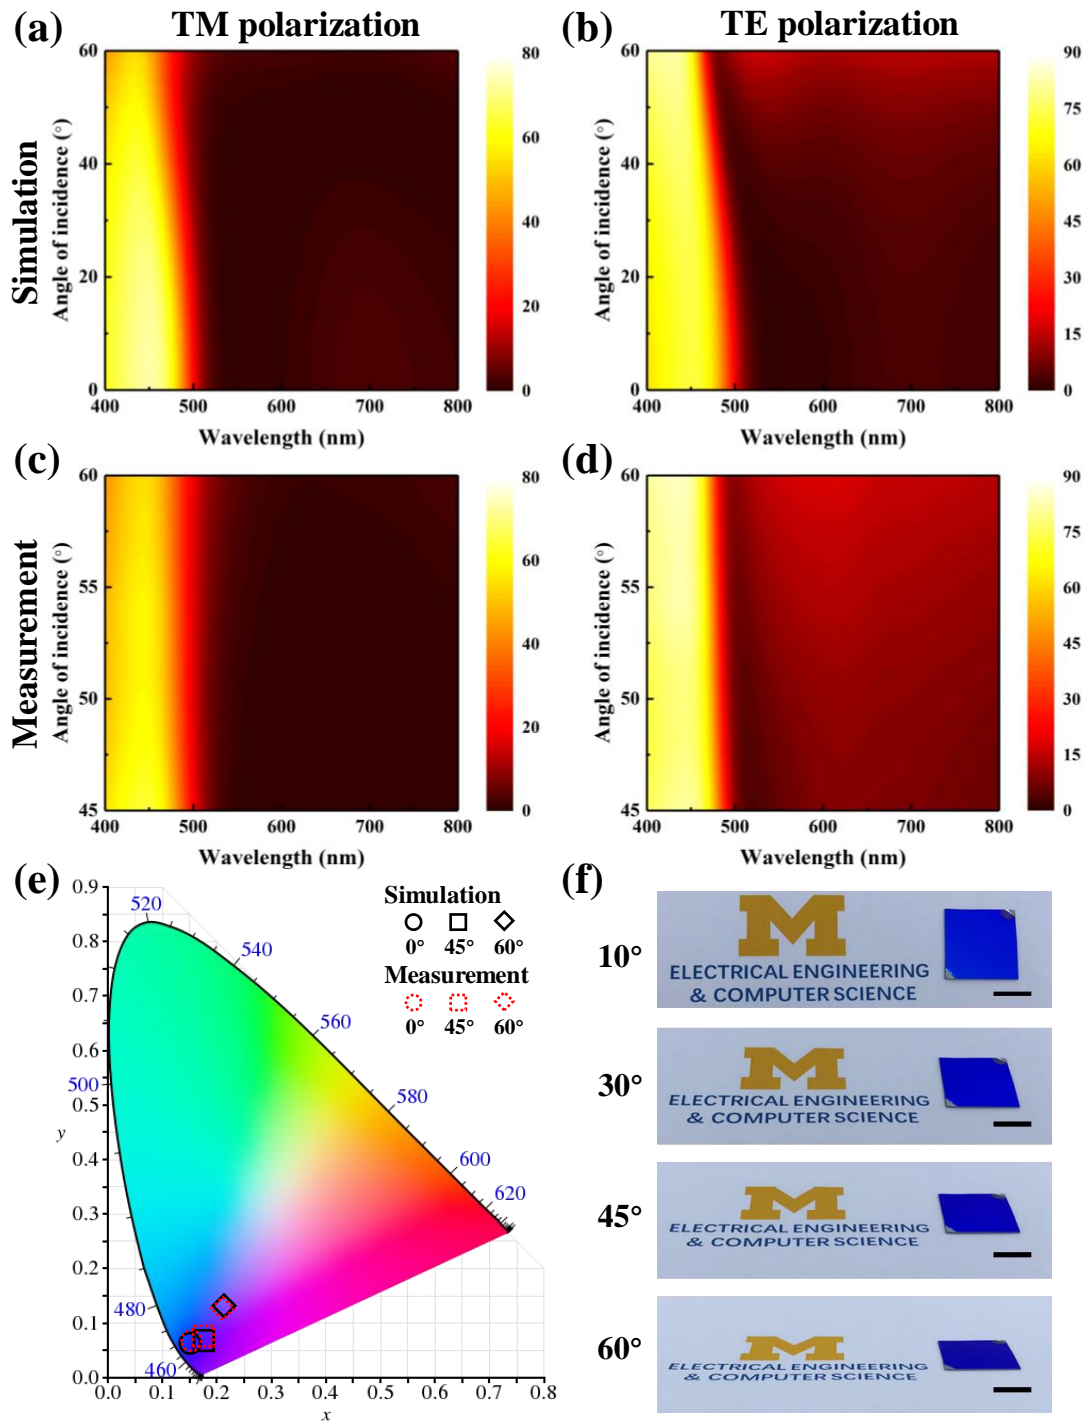 (a) TM polarization
(b) TE polarization
Simulation
Angle of incidence (°)
60
40
20
0
400 500 600 700 800
Wavelength (nm)
80
60
40
20
0
Angle of incidence (°)
60
40
20
0
400 500 600 700 800
Wavelength (nm)
90
75
60
45
30
15
0
(c)
(d)
Measurement
Angle of incidence (°)
60
55
50
45
400 500 600 700 800
Wavelength (nm)
80
60
40
20
0
Angle of incidence (°)
60
55
50
45
400 500 600 700 800
Wavelength (nm)
90
75
60
45
30
15
0
(e)
Simulation
0° 45° 60°
Measurement
0° 45° 60°
0.9
0.8
0.7
0.6
0.5
y
0.4
0.3
0.2
0.1
0.0
520
540
560
580
600
620
500
480
460
0.0 0.1 0.2 0.3 0.4 0.5 0.6 0.7 0.8
x
(f)
10°
M
ELECTRICAL ENGINEERING
& COMPUTER SCIENCE
30°
M
ELECTRICAL ENGINEERING
& COMPUTER SCIENCE
45°
M
ELECTRICAL ENGINEERING
& COMPUTER SCIENCE
60°
M
ELECTRICAL ENGINEERING
& COMPUTER SCIENCE